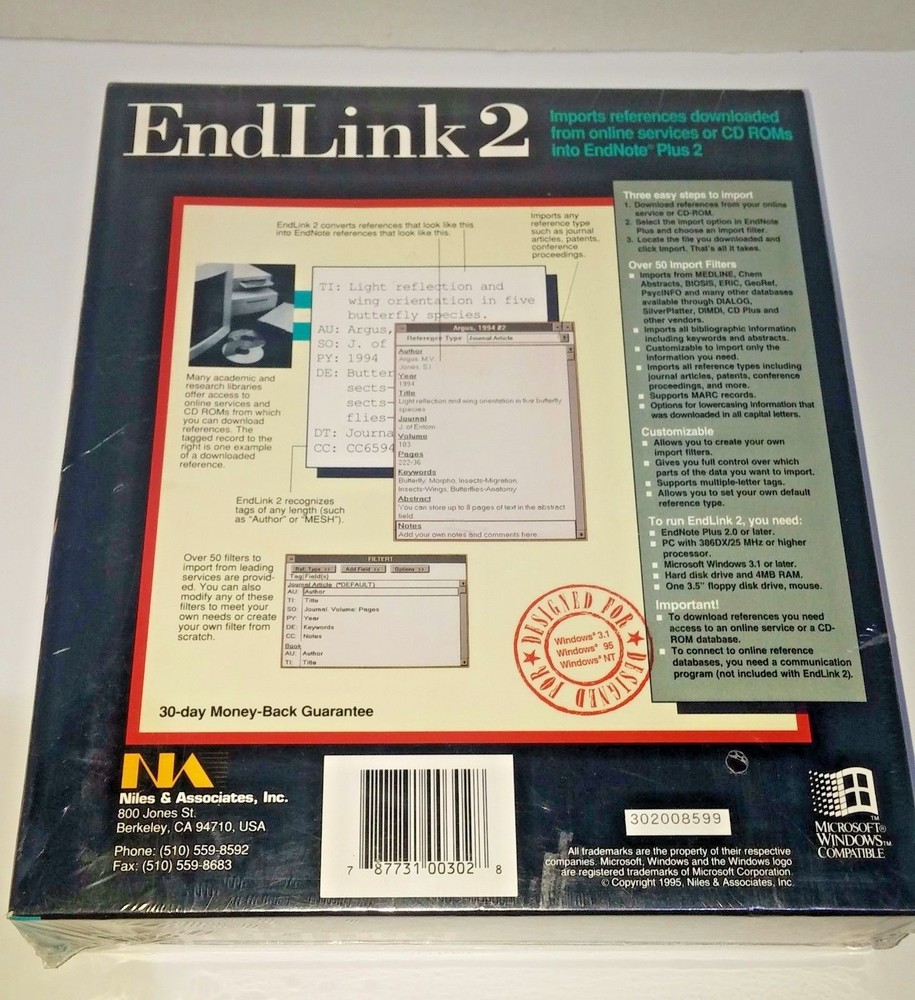 EndLink 2
Imports references downloaded
from online services or CD ROMs
into EndNote® Plus 2
EndLink 2 converts references that look like this
into EndNote references that look like this.
Imports any
reference type
such as journal
articles, patents,
conference
proceedings.
TI: Light reflection and
wing orientation in five
butterfly species.
AU: Argus,
SO: J. of
PY: 1994
DE: Butter
sects-
sects-
flies-
DT: Journa
CC: CC6594
Argus, 1994 #2
Reference Type Journal Article
Author
Argus, M.V.
Jones, S.I.
Year
1994
Title
Light reflection and wing orientation in five butterfly
species
Journal
J. of Entom.
Volume
103
Pages
222-36
Keywords
Butterfly, Morpho, Insects-Migration,
Insects-Wings, Butterflies-Anatomy
Abstract
You can store up to 8 pages of text in the abstract
field.
Notes
Add your own notes and comments here.
Many academic and
research libraries
offer access to
online services and
CD ROMs from which
you can download
references. The
tagged record to the
right is one example
of a downloaded
reference.
EndLink 2 recognizes
tags of any length (such
as "Author" or "MESH").
Over 50 filters to
import from leading
services are provid-
ed. You can also
modify any of these
filters to meet your
own needs or create
your own filter from
scratch.
FILTER1
Ref. Type >> Add Field >> Options >>
Tag Field(s)
Journal Article (*DEFAULT)
AU: Author
TI: Title
SO: Journal. Volume: Pages
PY: Year
DE: Keywords
CC Notes
Book
AU: Author
TI: Title
DESIGNED FOR
Windows® 3.1
Windows® 95
Windows® NT
DESIGNED FOR
30-day Money-Back Guarantee
Three easy steps to import
1. Download references from your online
service or CD-ROM.
2. Select the import option in EndNote
Plus and choose an import filter.
3. Locate the file you downloaded and
click Import. That's all it takes.
Over 50 Import Filters
Imports from MEDLINE, Chem
Abstracts, BIOSIS, ERIC, GeoRef,
PsycINFO and many other databases
available through DIALOG,
SilverPlatter, DIMDI, CD Plus and
other vendors.
Imports all bibliographic information
including keywords and abstracts.
Customizable to import only the
information you need.
Imports all reference types including
journal articles, patents, conference
proceedings, and more.
Supports MARC records.
Options for lowercasing information that
was downloaded in all capital letters.
Customizable
Allows you to create your own
import filters.
Gives you full control over which
parts of the data you want to import.
Supports multiple-letter tags.
Allows you to set your own default
reference type.
To run EndLink 2, you need:
EndNote Plus 2.0 or later.
PC with 386DX/25 MHz or higher
processor.
Microsoft Windows 3.1 or later.
Hard disk drive and 4MB RAM.
One 3.5" floppy disk drive, mouse.
Important!
To download references you need
access to an online service or a CD-
ROM database.
To connect to online reference
databases, you need a communication
program (not included with EndLink 2).
NA
Niles & Associates, Inc.
800 Jones St.
Berkeley, CA 94710, USA
Phone: (510) 559-8592
Fax: (510) 559-8683
7 87731 00302 8
302008599
All trademarks are the property of their respective
companies. Microsoft, Windows and the Windows logo
are registered trademarks of Microsoft Corporation.
© Copyright 1995, Niles & Associates, Inc.
TM
MICROSOFT®
WINDOWS™
COMPATIBLE